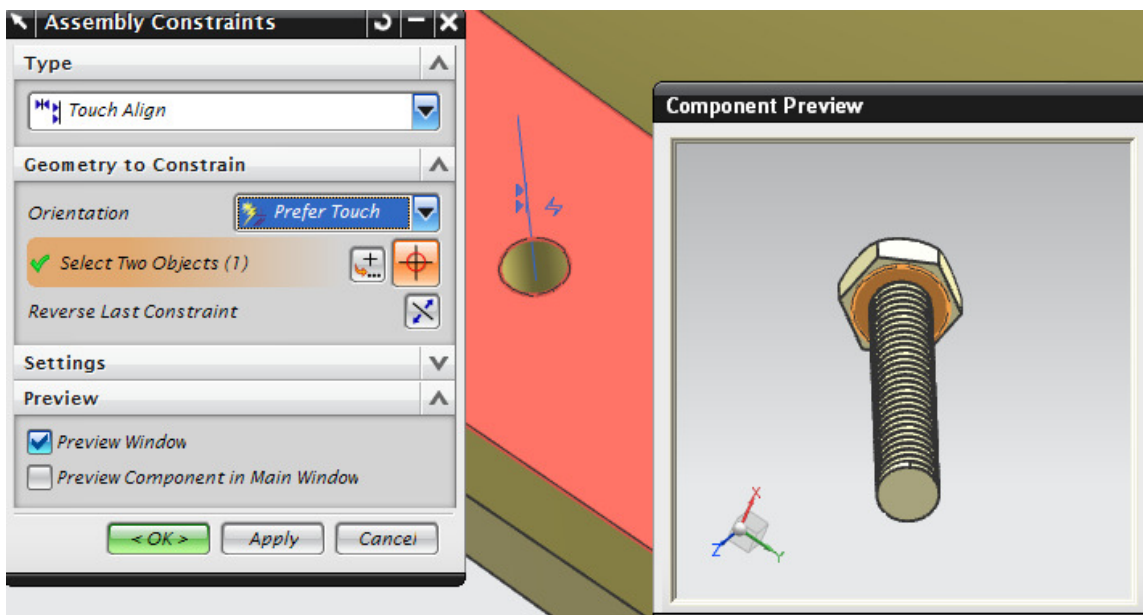 Assembly Constraints
Type
Touch Align
Geometry to Constrain
Orientation
Prefer Touch
Select Two Objects (1)
Reverse Last Constraint
Settings
Preview
Preview Window
Preview Component in Main Window
< OK >
Apply
Cancel
Component Preview
X
Z
Y